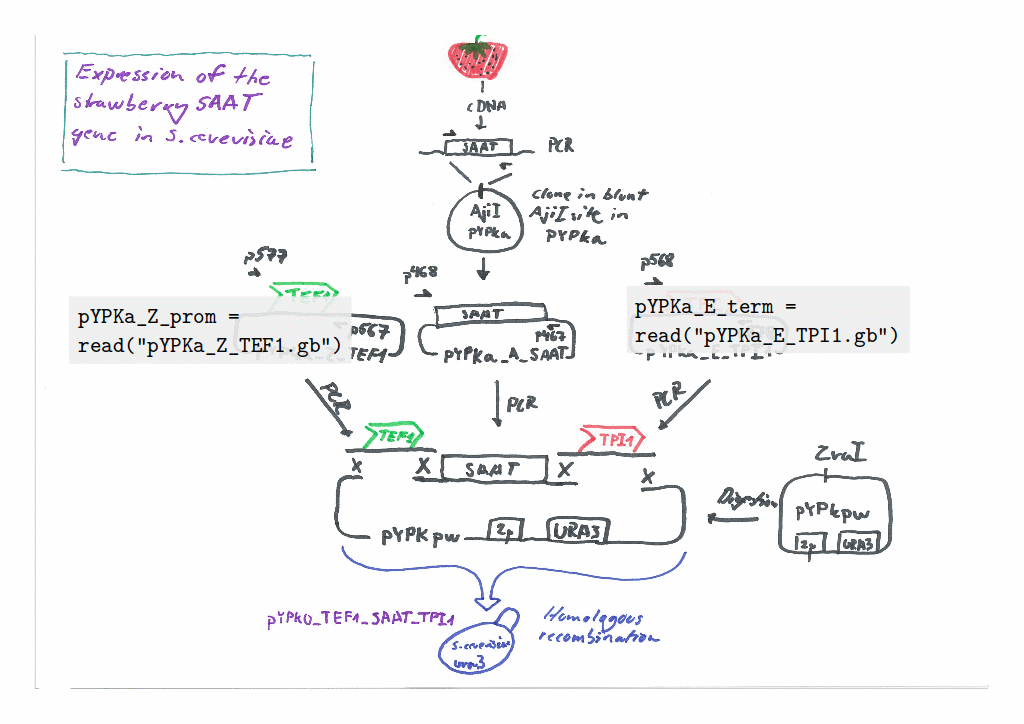 Expression of the
strawberry SAAT
gene in S. cerevisiae
cDNA
SAAT
PCR
AjiI
pYPKa
Clone in blunt
AjiI site in
pYPKa
p577
TEF1
p567
TEF1
pYPKa_Z_prom =
read("pYPKa_Z_TEF1.gb")
p468
SAAT
p467
pYPKa_A_SAAT
p568
pYPKa_E_term =
read("pYPKa_E_TPI1.gb")
PCR
PCR
PCR
TEF1
TPI1
X X SAAT X X
pYPKpw 2µ URA3
Digestion
ZraI
pYPKpw
2µ URA3
pYPK0_TEF1_SAAT_TPI1
Homologous
recombination
S. cerevisiae
ura3